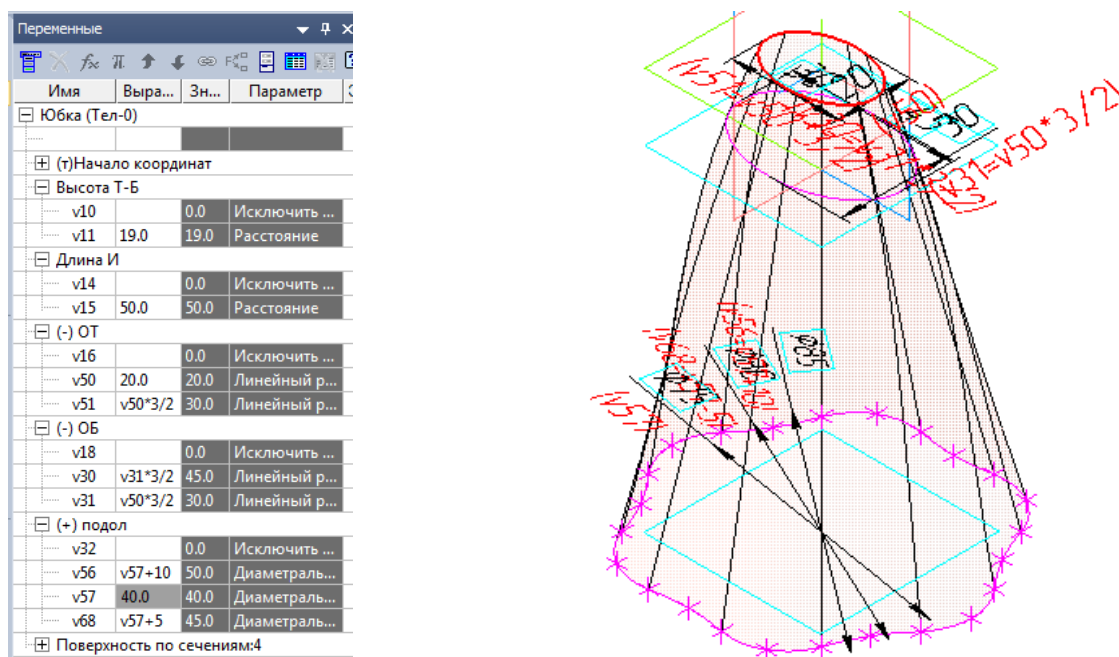 Переменные
Имя Выра... Зн... Параметр
Юбка (Тел-0)
(т)Начало координат
Высота Т-Б
v10 0.0 Исключить ...
v11 19.0 19.0 Расстояние
Длина И
v14 0.0 Исключить ...
v15 50.0 50.0 Расстояние
(-) ОТ
v16 0.0 Исключить ...
v50 20.0 20.0 Линейный р...
v51 v50*3/2 30.0 Линейный р...
(-) ОБ
v18 0.0 Исключить ...
v30 v31*3/2 45.0 Линейный р...
v31 v50*3/2 30.0 Линейный р...
(+) подол
v32 0.0 Исключить ...
v56 v57+10 50.0 Диаметраль...
v57 40.0 40.0 Диаметраль...
v68 v57+5 45.0 Диаметраль...
Поверхность по сечениям:4
20
30
(v31=v50*3/2)
(v57)